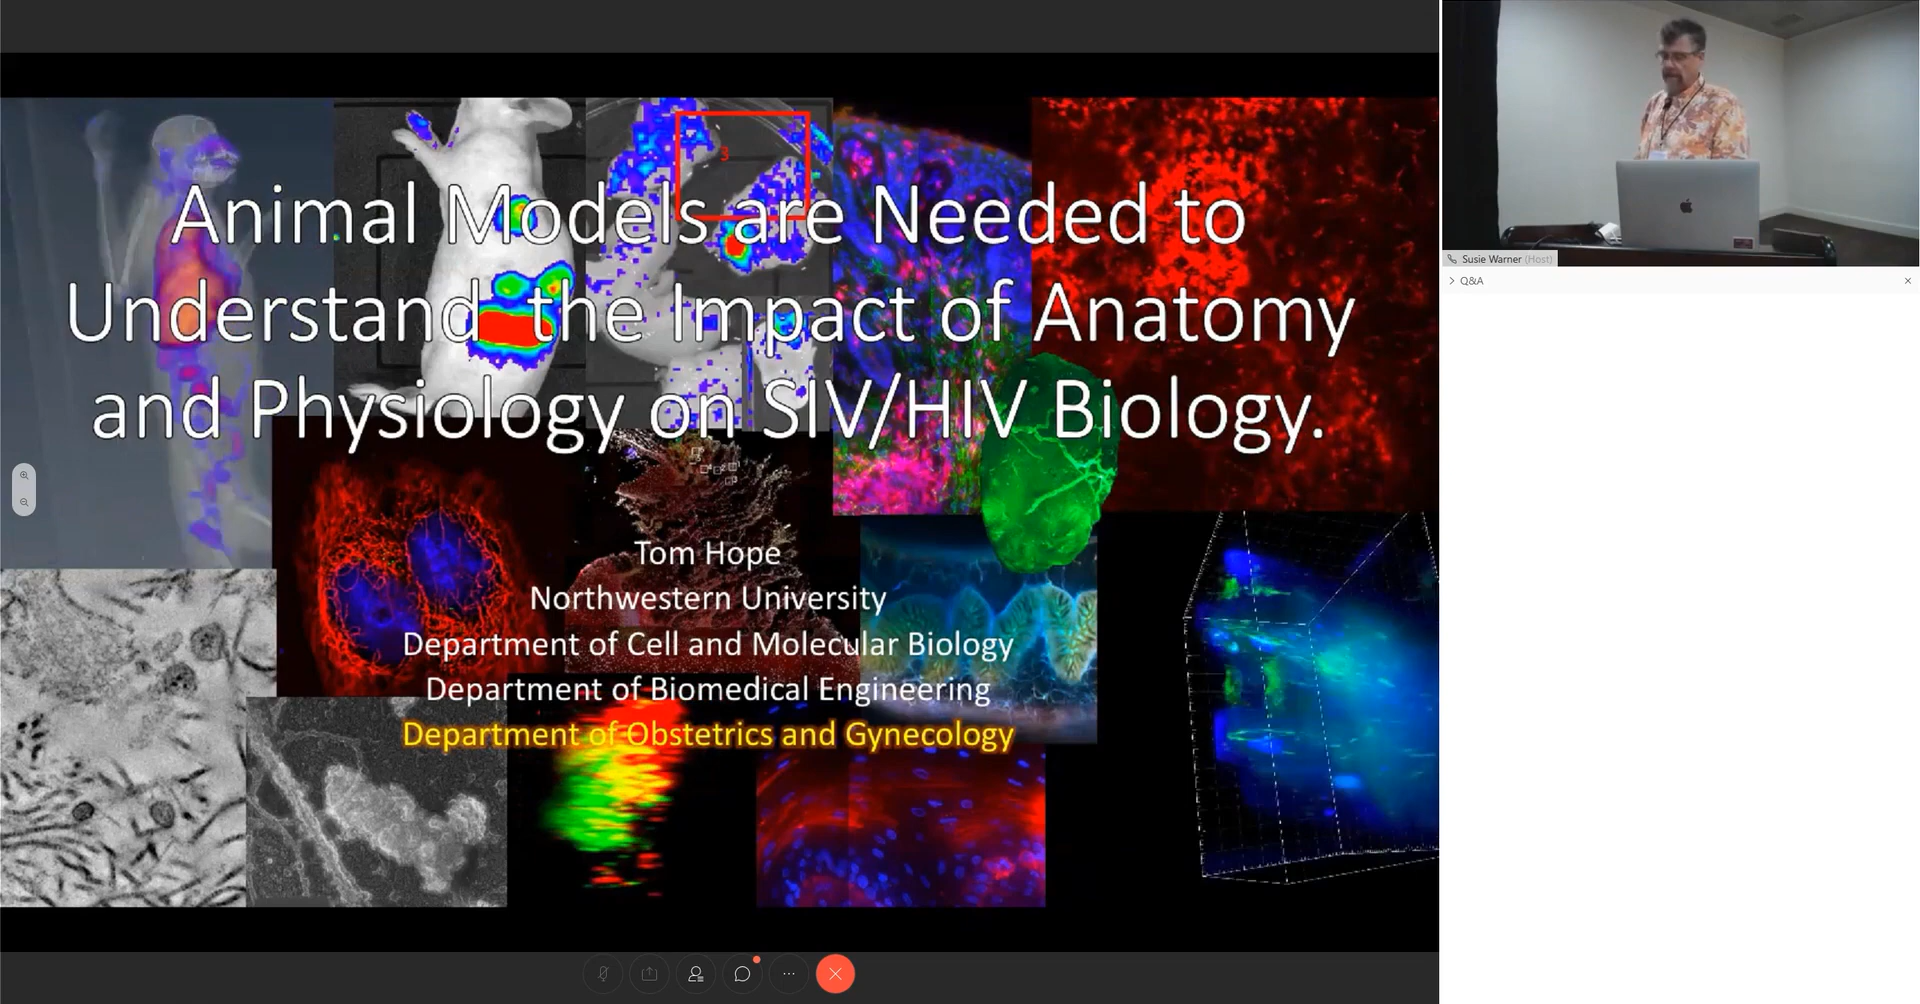 Animal Models are Needed to
Understand the Impact of Anatomy
and Physiology on SIV/HIV Biology.
3
Tom Hope
Northwestern University
Department of Cell and Molecular Biology
Department of Biomedical Engineering
Department of Obstetrics and Gynecology
Susie Warner (Host)
Q&A